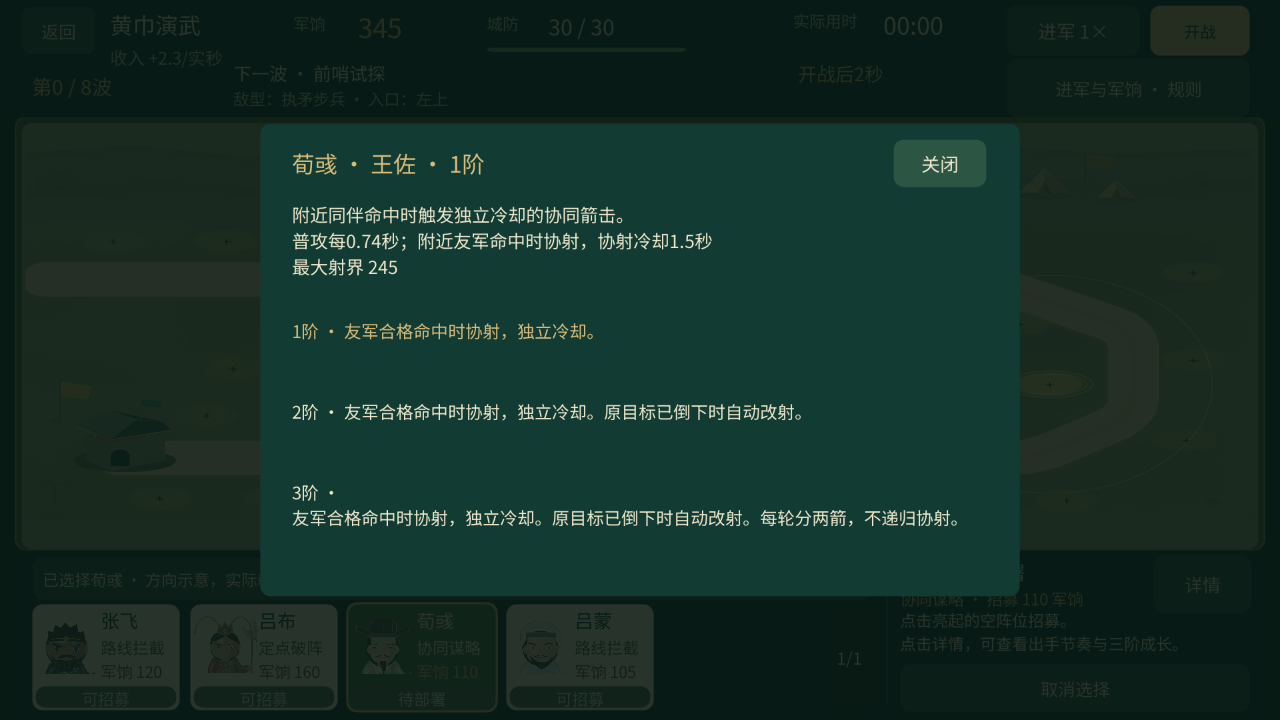 返回
黄巾演武
军饷
345
城防
30 / 30
实际用时
00:00
进军 1×
开战
收入 +2.3/实秒
第0 / 8波
下一波 · 前哨试探
敌型：执矛步兵 · 入口：左上
开战后2秒
进军与军饷 · 规则
荀彧 · 王佐 · 1阶
关闭
附近同伴命中时触发独立冷却的协同箭击。
普攻每0.74秒；附近友军命中时协射，协射冷却1.5秒
最大射界 245
1阶 · 友军合格命中时协射，独立冷却。
2阶 · 友军合格命中时协射，独立冷却。原目标已倒下时自动改射。
3阶 ·
友军合格命中时协射，独立冷却。原目标已倒下时自动改射。每轮分两箭，不递归协射。
已选择荀彧 · 方向示意，实际
张飞
路线拦截
军饷 120
可招募
吕布
定点破阵
军饷 160
可招募
荀彧
协同谋略
军饷 110
待部署
吕蒙
路线拦截
军饷 105
可招募
1/1
协同谋略 · 招募 110 军饷
点击亮起的空阵位招募。
点击详情，可查看出手节奏与三阶成长。
详情
取消选择